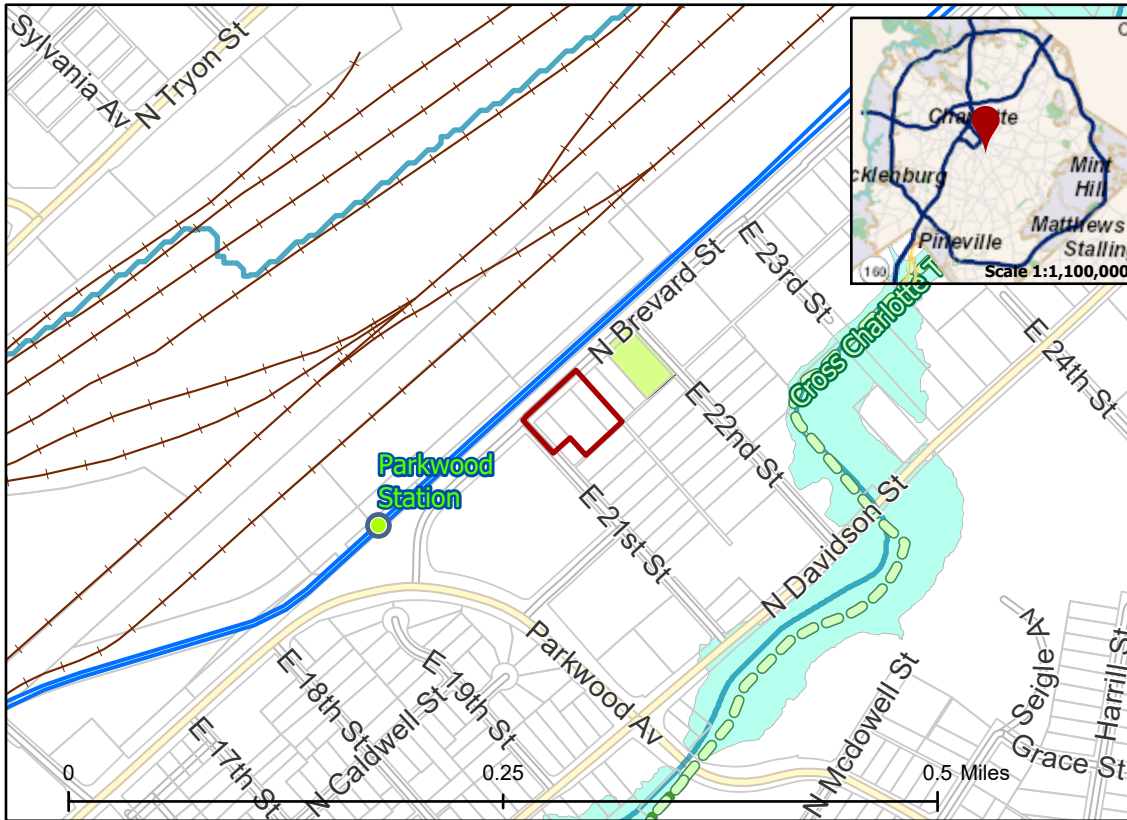 Sylvania Av
N Tryon St
C
Charlotte
cklenburg
Mint
Hill
Matthews
Stalling
Pineville
160
Scale 1:1,100,000
N Brevard St
E 23rd St
Cross Charlotte T
E 24th St
E 22nd St
Parkwood
Station
E 21st St
N Davidson St
Parkwood Av
E 19th St
E 18th St
N Caldwell St
E 17th St
N Mcdowell St
Seigle Av
Harrill St
Grace St
0
0.25
0.5 Miles